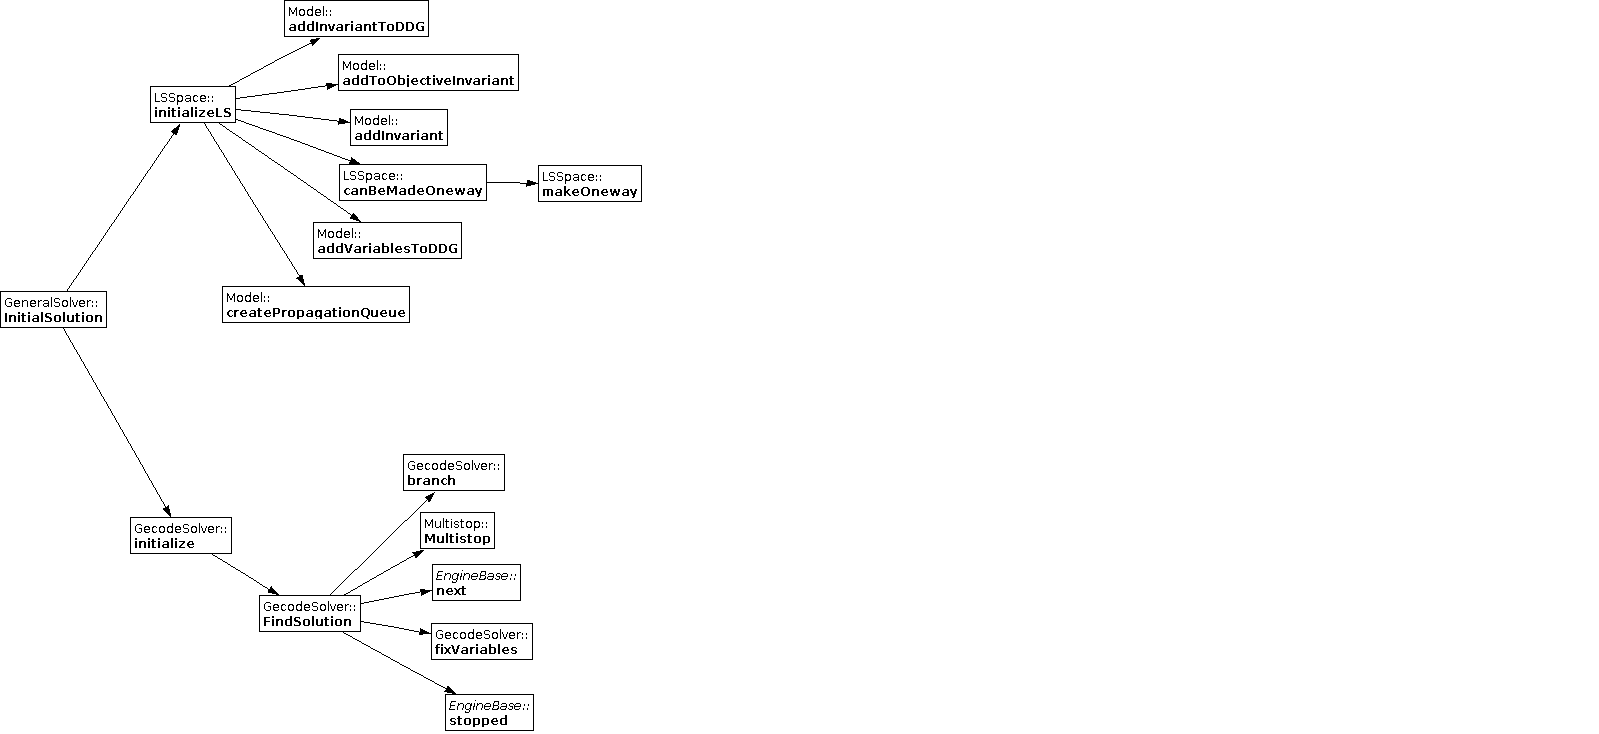 Model::
addInvariantToDDG
Model::
addToObjectiveInvariant
LSSpace::
initializeLS
Model::
addInvariant
LSSpace::
canBeMadeOneway
LSSpace::
makeOneway
Model::
addVariablesToDDG
GeneralSolver::
InitialSolution
Model::
createPropagationQueue
GecodeSolver::
branch
GecodeSolver::
initialize
Multistop::
Multistop
EngineBase::
next
GecodeSolver::
FindSolution
GecodeSolver::
fixVariables
EngineBase::
stopped